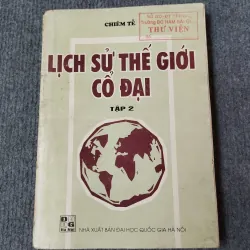 CHIÊM TẾ
THƯ VIỆN
LỊCH SỬ THẾ GIỚI
CỔ ĐẠI
TẬP 2
NHÀ XUẤT BẢN ĐẠI HỌC QUỐC GIA HÀ NỘI